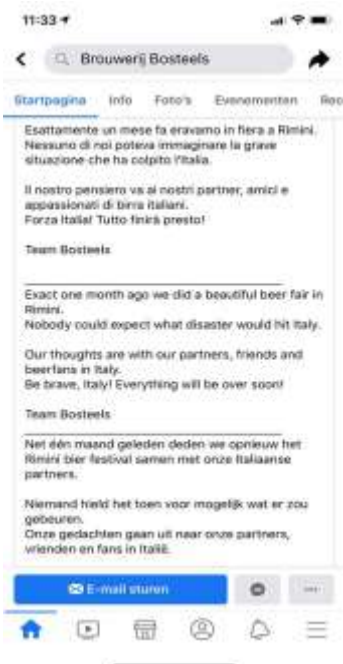 11:33
Brouwerij Bosteels
Startpagina Info Foto's Evenementen
Esattamente un mese fa eravamo in fiera a Rimini.
Nessuno di noi poteva immaginare la grave
situazione che ha colpito l'Italia.
Il nostro pensiero va ai nostri partner, amici e
appassionati di birra italiani.
Forza Italia! Tutto finirà presto!
Team Bosteels
Exact one month ago we did a beautiful beer fair in
Rimini.
Nobody could expect what disaster would hit Italy.
Our thoughts are with our partners, friends and
beerfans in Italy.
Be brave, Italy! Everything will be over soon!
Team Bosteels
Net één maand geleden deden we opnieuw het
Rimini bier festival samen met onze Italiaanse
partners.
Niemand hield het toen voor mogelijk wat er zou
gebeuren.
Onze gedachten gaan uit naar onze partners,
vrienden en fans in Italië.
E-mail sturen